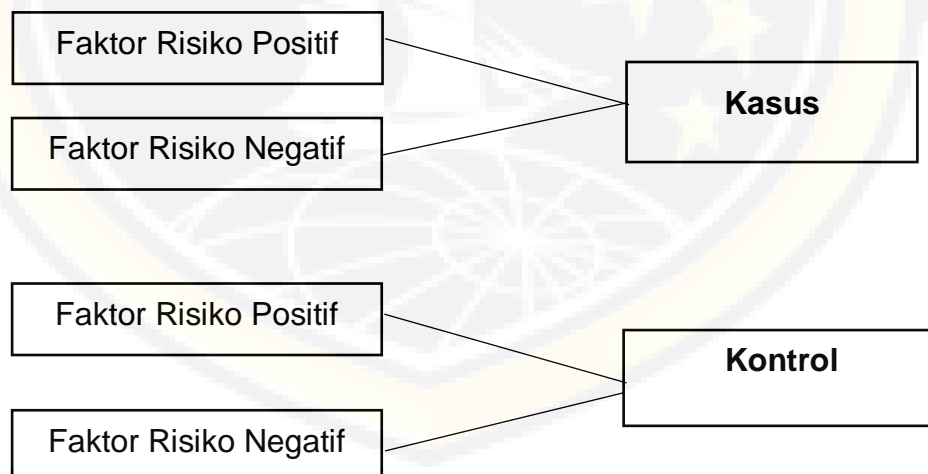 Faktor Risiko Positif
Kasus
Faktor Risiko Negatif
Faktor Risiko Positif
Kontrol
Faktor Risiko Negatif